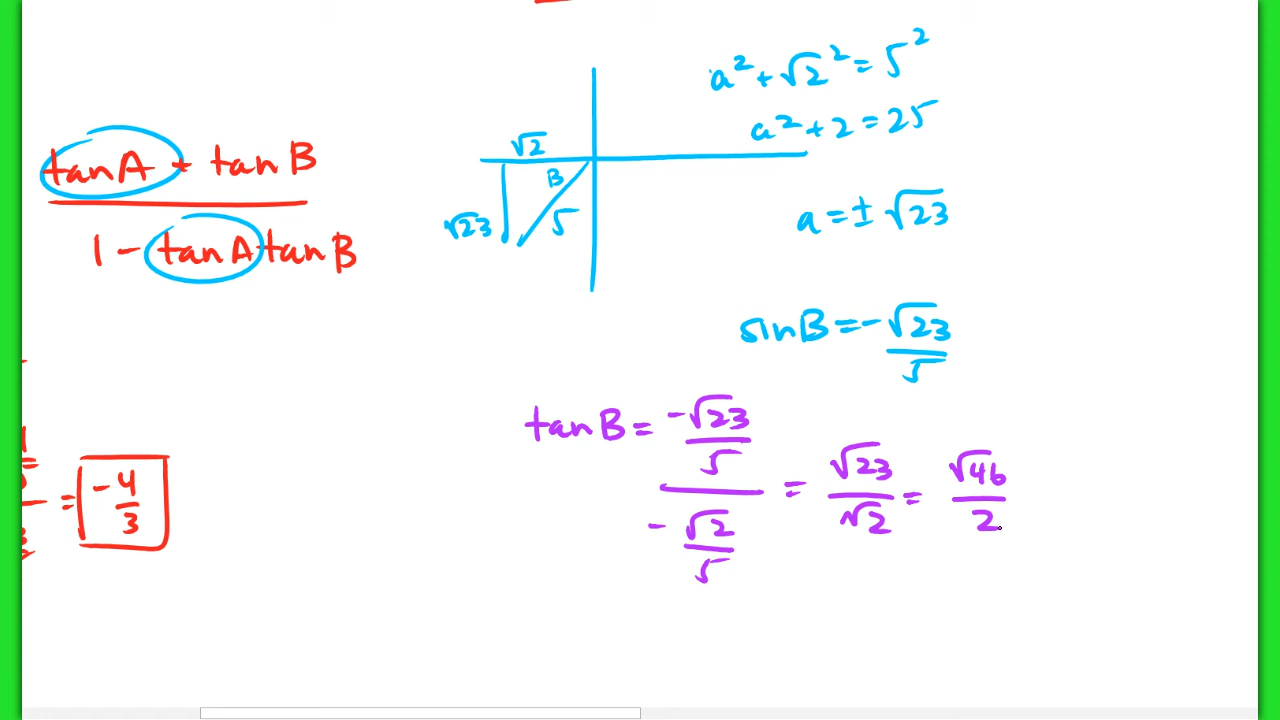 a² + √2² = 5²
a² + 2 = 25
a = ± √23
tanA + tanB
1 - tanA tanB
√2
B
√23
5
sinB = - √23
5
tanB = -√23
5
- √2
5
= √23
√2
= √46
2
= -4
3